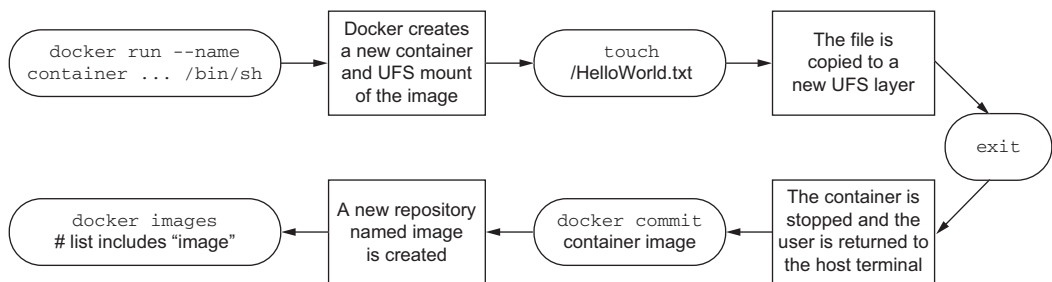 docker run --name
container ... /bin/sh
Docker creates
a new container
and UFS mount
of the image
touch
/HelloWorld.txt
The file is
copied to a
new UFS layer
exit
The container is
stopped and the
user is returned to
the host terminal
docker commit
container image
A new repository
named image
is created
docker images
# list includes “image”